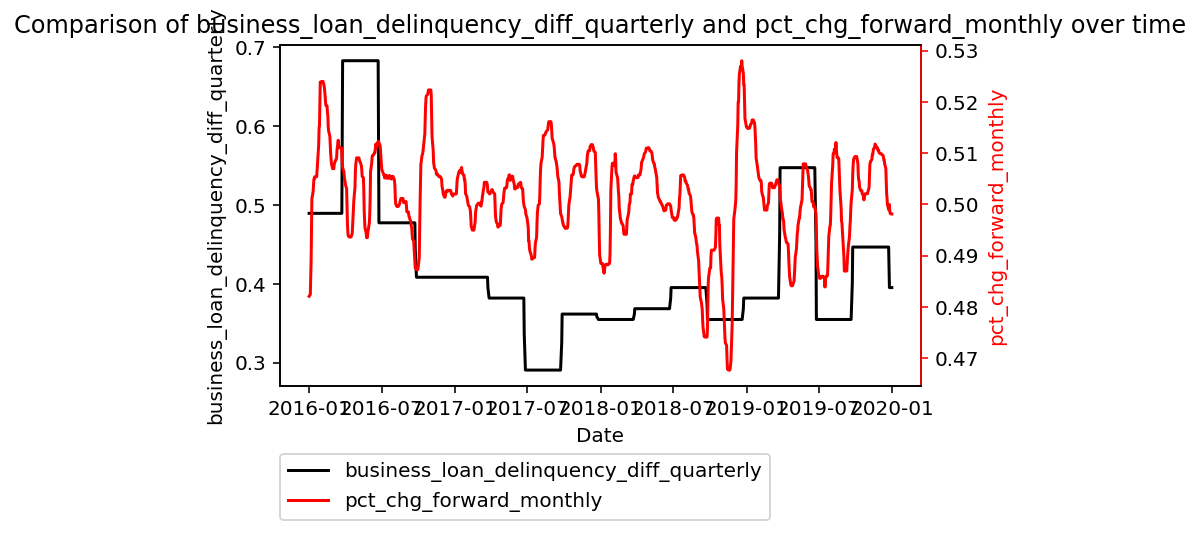 Comparison of business_loan_delinquency_diff_quarterly and pct_chg_forward_monthly over time
business_loan_delinquency_diff_quarterly
0.7
0.6
0.5
0.4
0.3
0.53
0.52
0.51
0.50
0.49
0.48
0.47
pct_chg_forward_monthly
2016-01 2016-07 2017-01 2017-07 2018-01 2018-07 2019-01 2019-07 2020-01
Date
business_loan_delinquency_diff_quarterly
pct_chg_forward_monthly